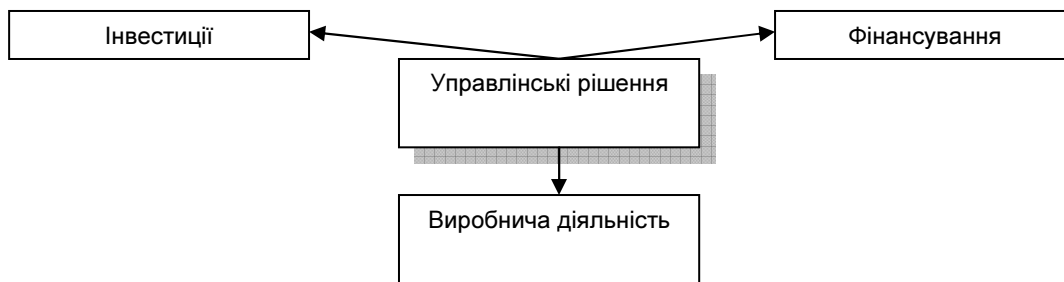 Інвестиції
Фінансування
Управлінські рішення
Виробнича діяльність